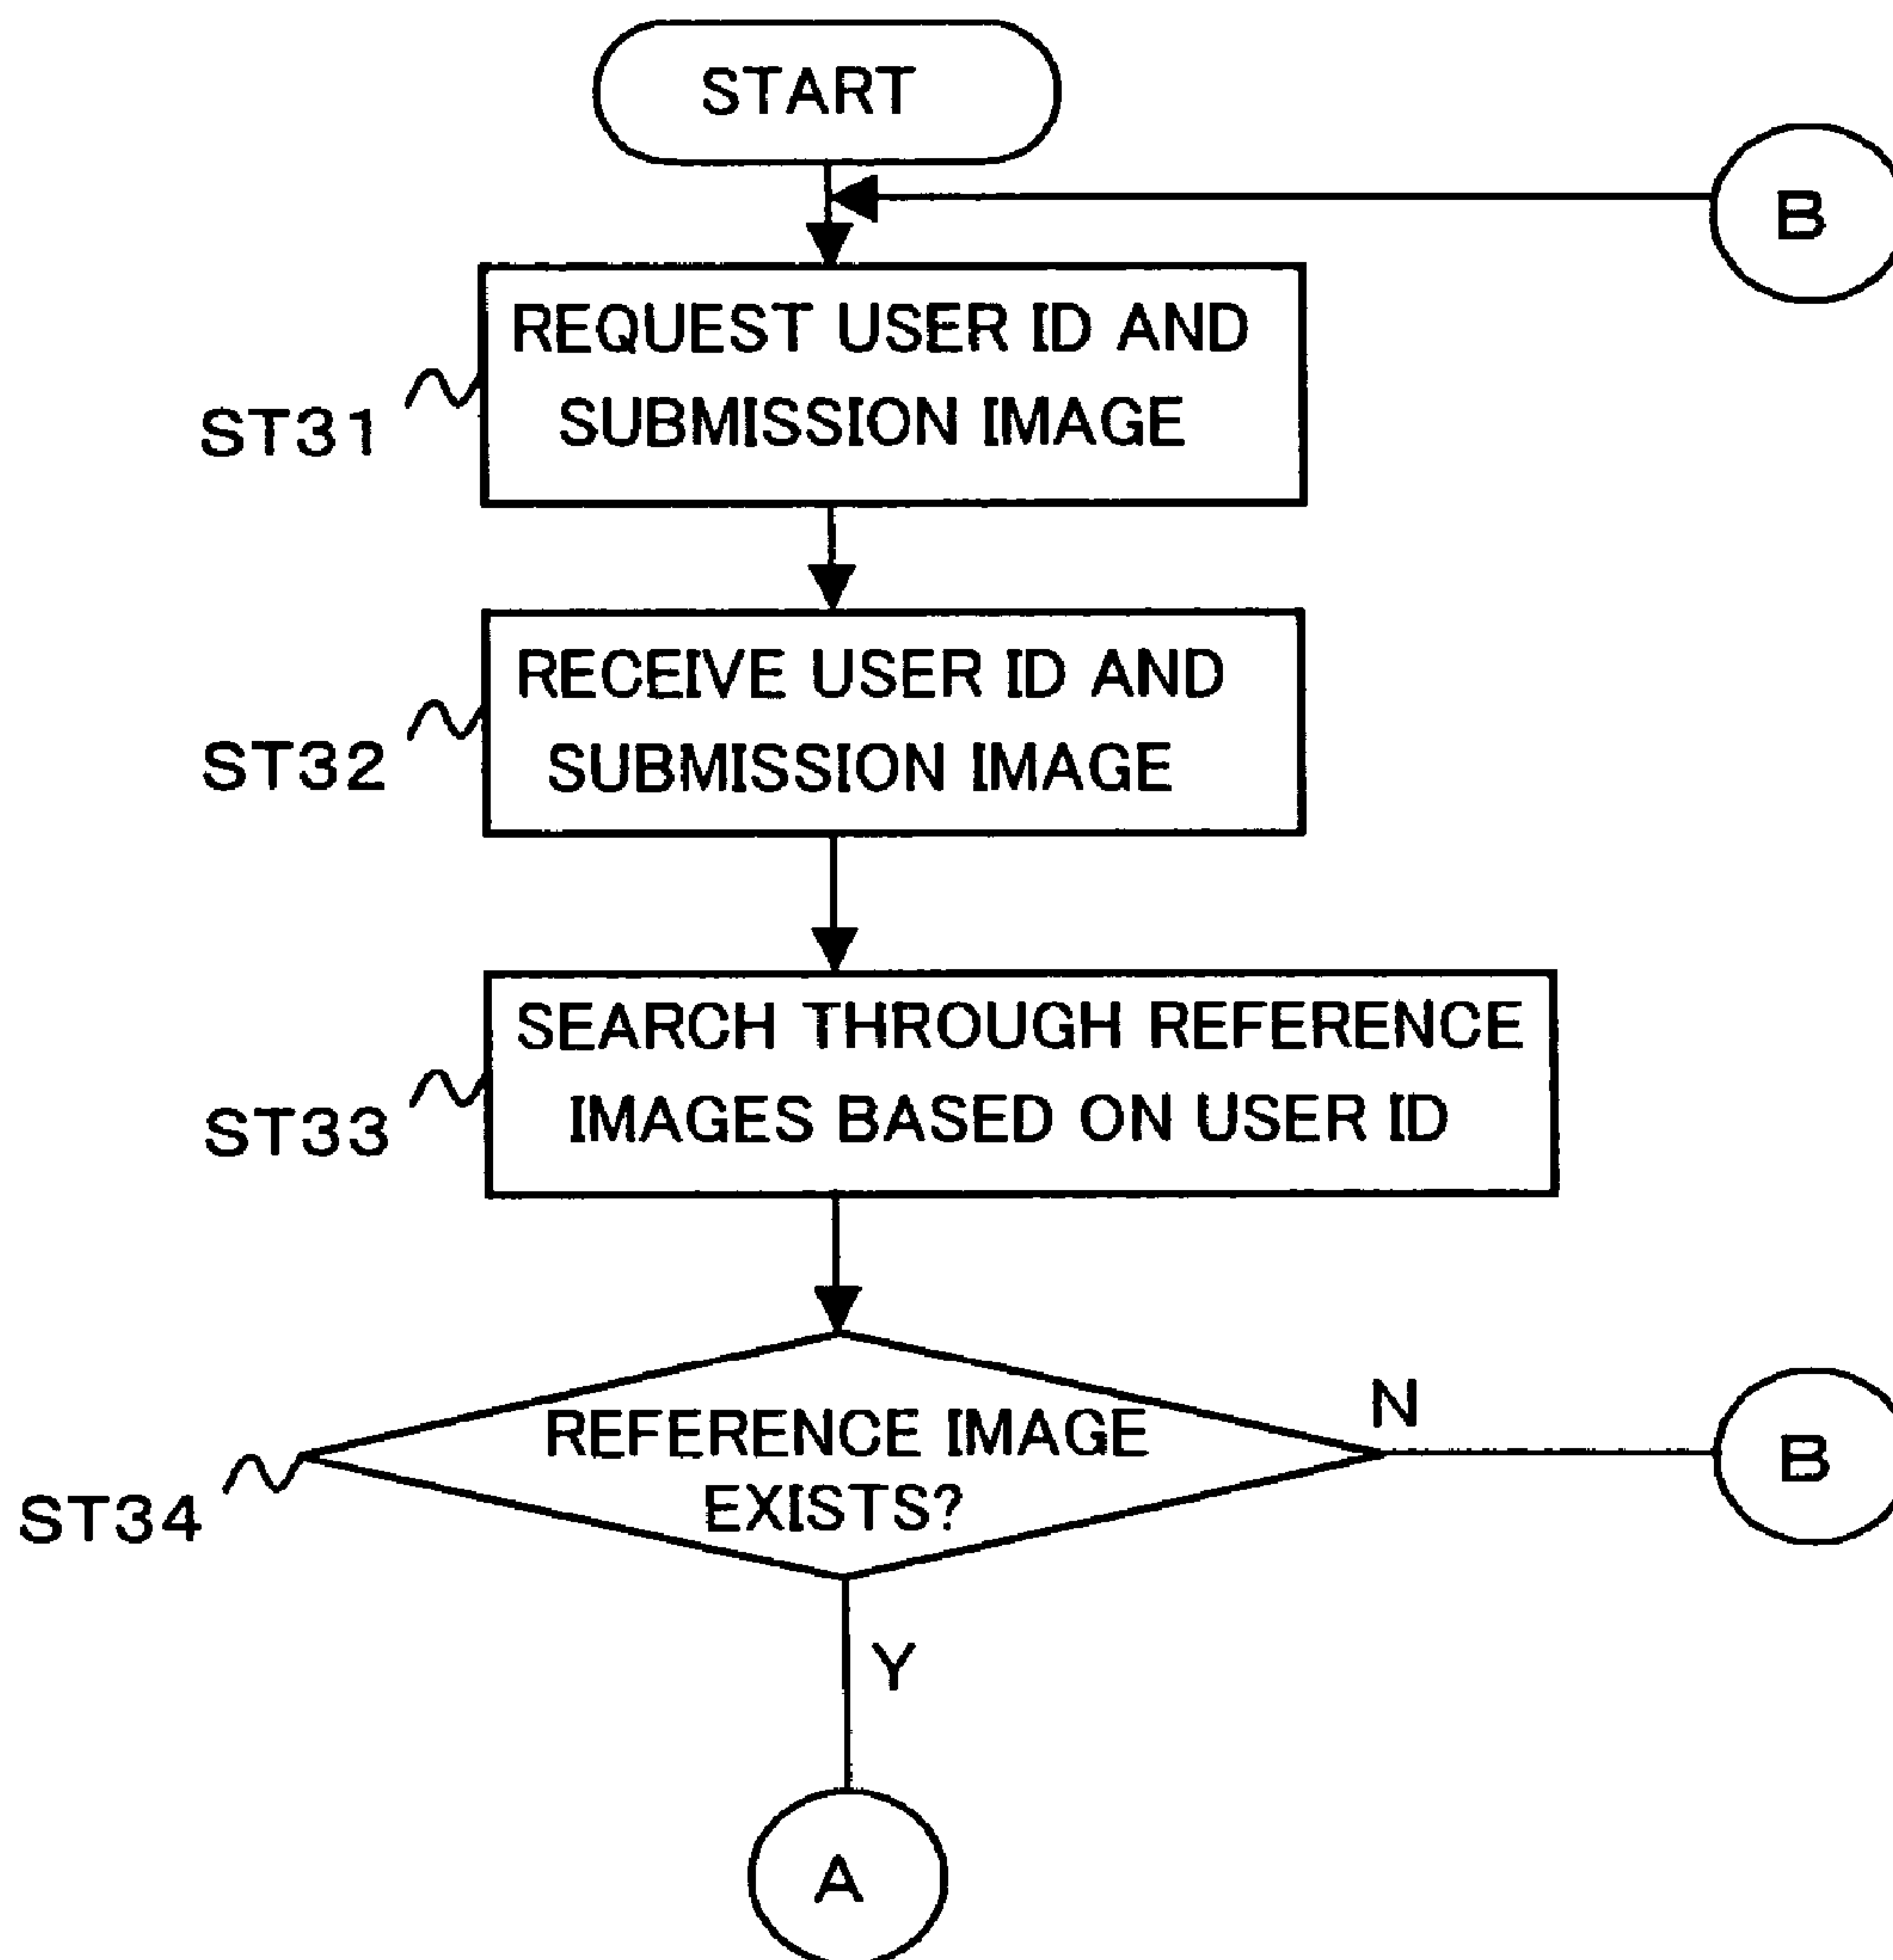 START
B
REQUEST USER ID AND
SUBMISSION IMAGE
ST31
RECEIVE USER ID AND
SUBMISSION IMAGE
ST32
SEARCH THROUGH REFERENCE
IMAGES BASED ON USER ID
ST33
REFERENCE IMAGE
EXISTS?
N
B
ST34
Y
A